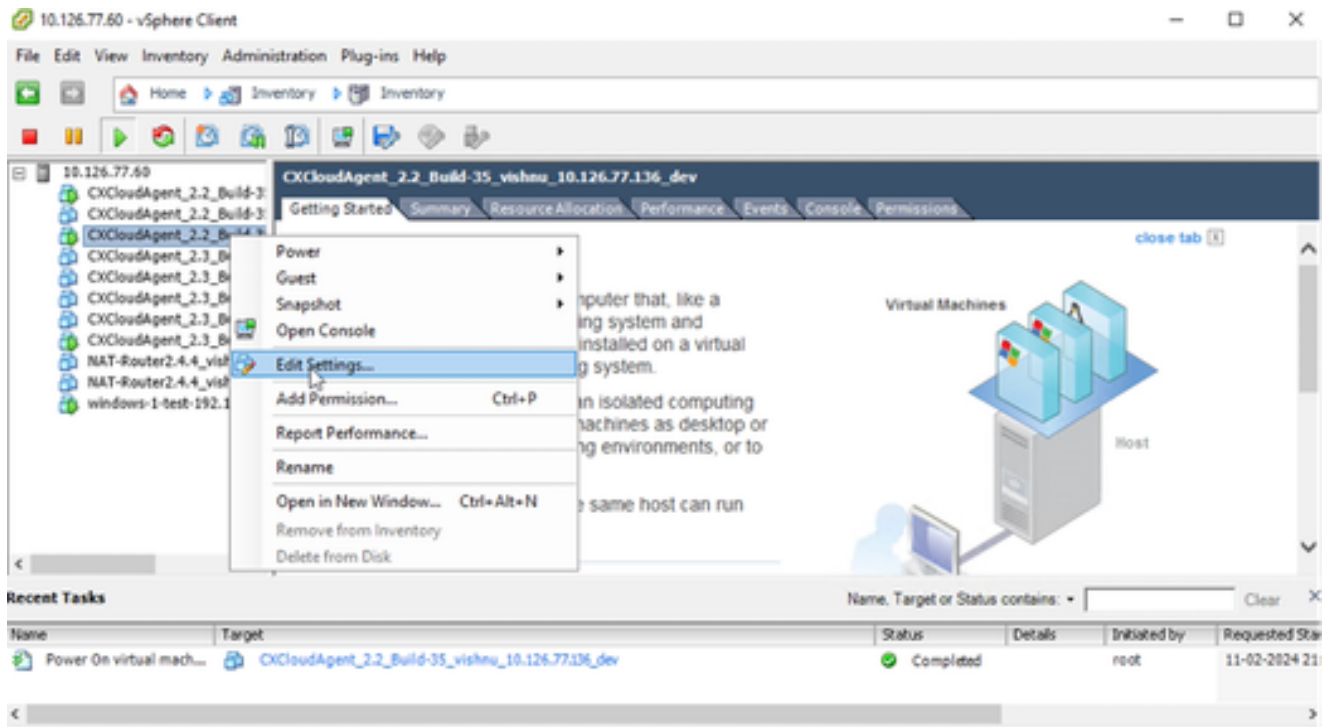 10.126.77.60 - vSphere Client
File Edit View Inventory Administration Plug-ins Help
Home Inventory Inventory
10.126.77.60
CXCloudAgent_2.2_Build-3
CXCloudAgent_2.2_Build-3
CXCloudAgent_2.2_Build-3
CXCloudAgent_2.3_B
CXCloudAgent_2.3_B
CXCloudAgent_2.3_B
CXCloudAgent_2.3_B
CXCloudAgent_2.3_B
NAT-Router2.4.4_vish
NAT-Router2.4.4_vish
windows-1-test-192.1
CXCloudAgent_2.2_Build-35_vishnu_10.126.77.136_dev
Getting Started Summary Resource Allocation Performance Events Console Permissions
close tab
Power
Guest
Snapshot
Open Console
Edit Settings...
Add Permission... Ctrl+P
Report Performance...
Rename
Open in New Window... Ctrl+Alt+N
Remove from Inventory
Delete from Disk
mputer that, like a
ing system and
installed on a virtual
g system.
an isolated computing
machines as desktop or
ng environments, or to
same host can run
Virtual Machines
Host
Recent Tasks
Name, Target or Status contains:
Clear
Name Target Status Details Initiated by Requested Sta
Power On virtual mach... CXCloudAgent_2.2_Build-35_vishnu_10.126.77.136_dev Completed root 11-02-2024 21: